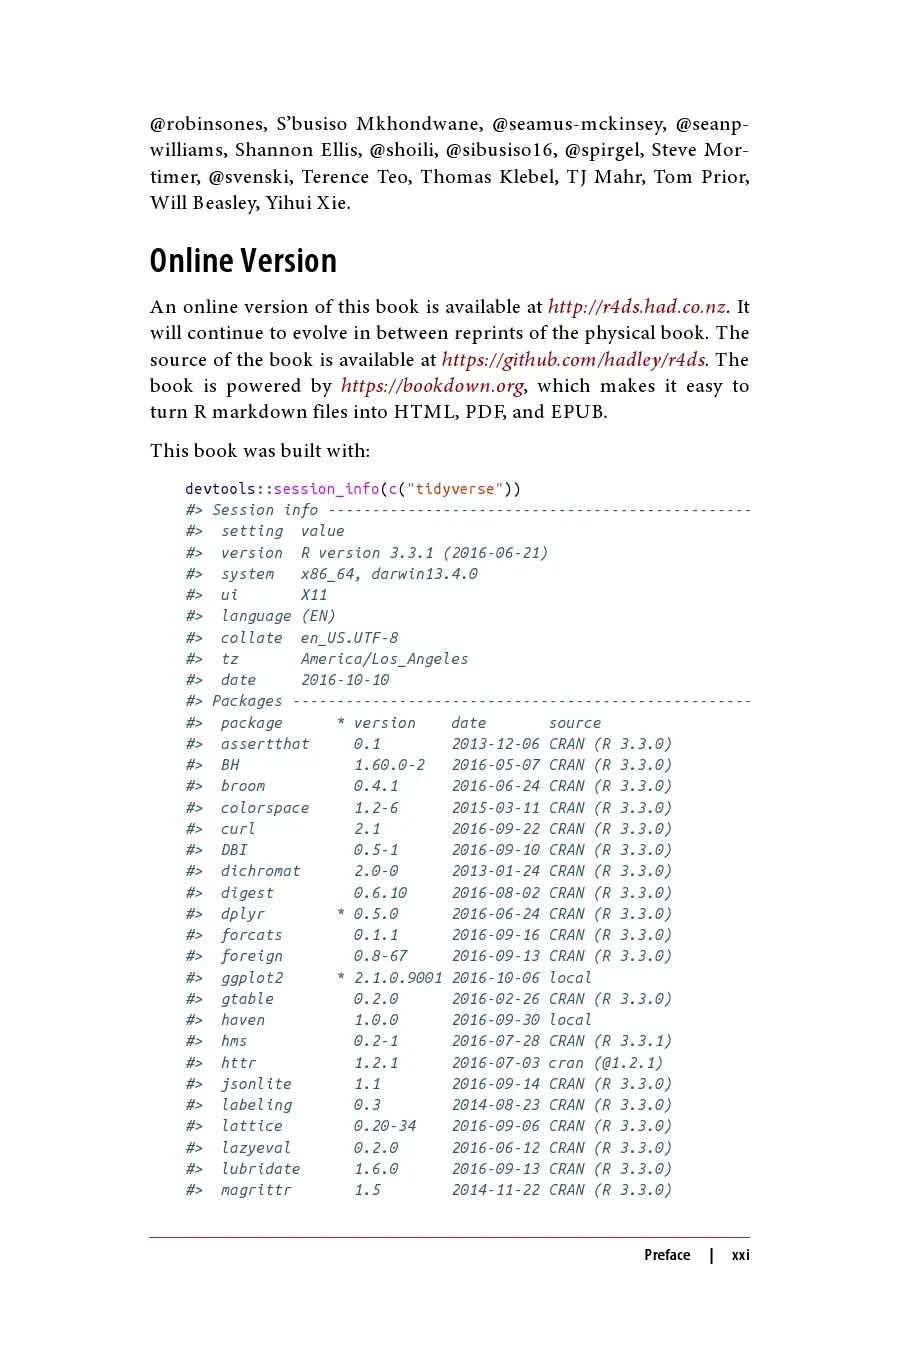 @robinsones, S’busiso Mkhondwane, @seamus-mckinsey, @seanp-
williams, Shannon Ellis, @shoili, @sibusiso16, @spirgel, Steve Mor-
timer, @svenski, Terence Teo, Thomas Klebel, TJ Mahr, Tom Prior,
Will Beasley, Yihui Xie.
Online Version
An online version of this book is available at http://r4ds.had.co.nz. It
will continue to evolve in between reprints of the physical book. The
source of the book is available at https://github.com/hadley/r4ds. The
book is powered by https://bookdown.org, which makes it easy to
turn R markdown files into HTML, PDF, and EPUB.
This book was built with:
devtools::session_info(c("tidyverse"))
#> Session info ------------------------------------------------
#>  setting  value
#>  version  R version 3.3.1 (2016-06-21)
#>  system   x86_64, darwin13.4.0
#>  ui       X11
#>  language (EN)
#>  collate  en_US.UTF-8
#>  tz       America/Los_Angeles
#>  date     2016-10-10
#> Packages ----------------------------------------------------
#>  package      * version    date       source
#>  assertthat     0.1        2013-12-06 CRAN (R 3.3.0)
#>  BH             1.60.0-2   2016-05-07 CRAN (R 3.3.0)
#>  broom          0.4.1      2016-06-24 CRAN (R 3.3.0)
#>  colorspace     1.2-6      2015-03-11 CRAN (R 3.3.0)
#>  curl           2.1        2016-09-22 CRAN (R 3.3.0)
#>  DBI            0.5-1      2016-09-10 CRAN (R 3.3.0)
#>  dichromat      2.0-0      2013-01-24 CRAN (R 3.3.0)
#>  digest         0.6.10     2016-08-02 CRAN (R 3.3.0)
#>  dplyr        * 0.5.0      2016-06-24 CRAN (R 3.3.0)
#>  forcats        0.1.1      2016-09-16 CRAN (R 3.3.0)
#>  foreign        0.8-67     2016-09-13 CRAN (R 3.3.0)
#>  ggplot2      * 2.1.0.9001 2016-10-06 local
#>  gtable         0.2.0      2016-02-26 CRAN (R 3.3.0)
#>  haven          1.0.0      2016-09-30 local
#>  hms            0.2-1      2016-07-28 CRAN (R 3.3.1)
#>  httr           1.2.1      2016-07-03 cran (@1.2.1)
#>  jsonlite       1.1        2016-09-14 CRAN (R 3.3.0)
#>  labeling       0.3        2014-08-23 CRAN (R 3.3.0)
#>  lattice        0.20-34    2016-09-06 CRAN (R 3.3.0)
#>  lazyeval       0.2.0      2016-06-12 CRAN (R 3.3.0)
#>  lubridate      1.6.0      2016-09-13 CRAN (R 3.3.0)
#>  magrittr       1.5        2014-11-22 CRAN (R 3.3.0)
Preface | xxi